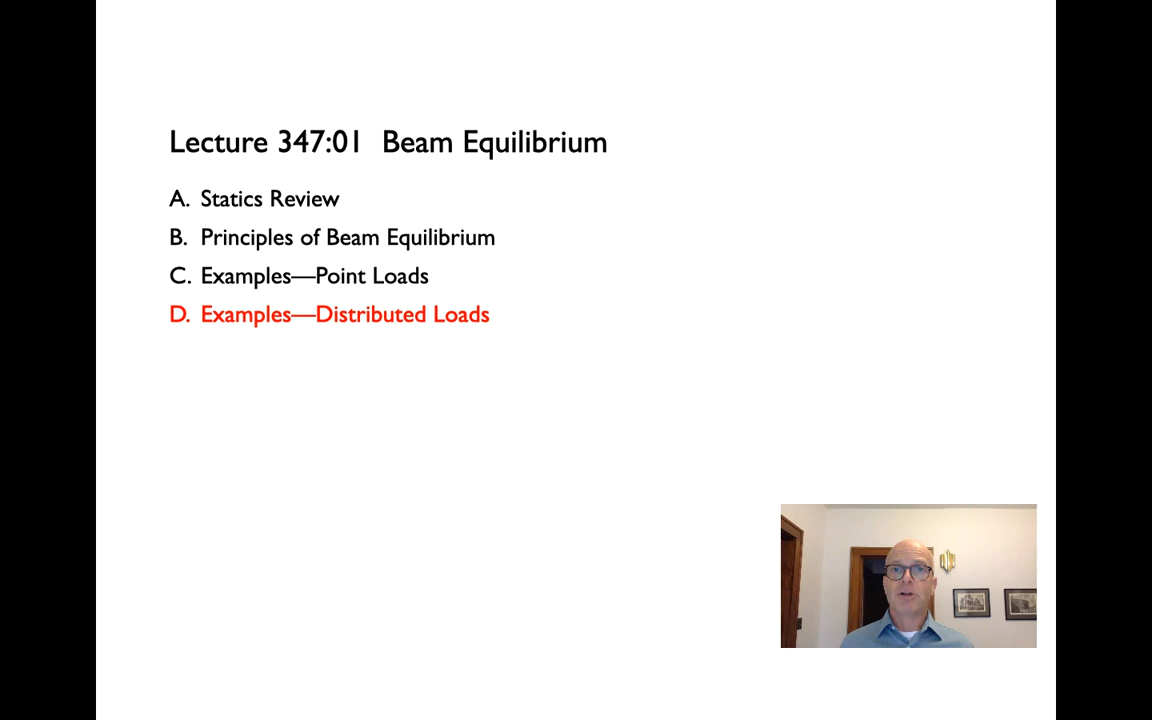 Lecture 347:01 Beam Equilibrium
A. Statics Review
B. Principles of Beam Equilibrium
C. Examples—Point Loads
D. Examples—Distributed Loads